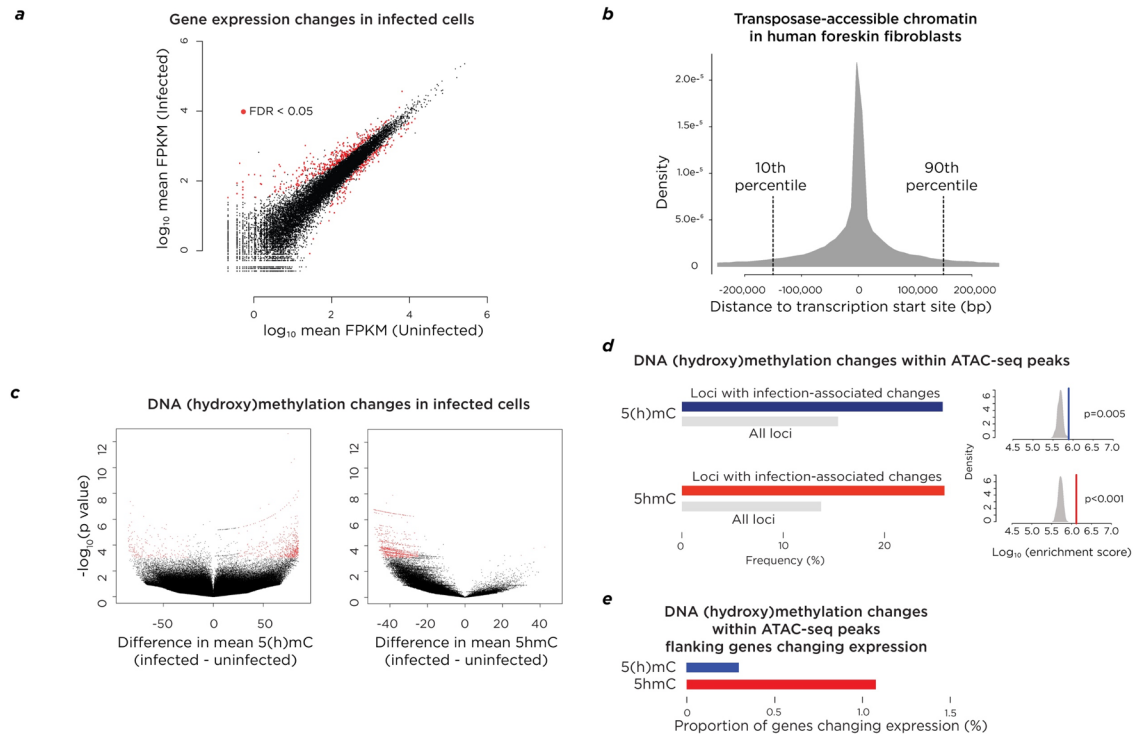 a
Gene expression changes in infected cells
log₁₀ mean FPKM (Infected)
6
4
2
0
FDR < 0.05
0 2 4 6
log₁₀ mean FPKM (Uninfected)
b
Transposase-accessible chromatin
in human foreskin fibroblasts
Density
2.0e-5
1.5e-5
1.0e-5
5.0e-6
0
10th
percentile
90th
percentile
-200,000 -100,000 0 100,000 200,000
Distance to transcription start site (bp)
c
DNA (hydroxy)methylation changes in infected cells
-log₁₀(p value)
12
10
8
6
4
2
0
-50 0 50
Difference in mean 5(h)mC
(infected - uninfected)
12
10
8
6
4
2
0
-40 -20 0 20 40
Difference in mean 5hmC
(infected - uninfected)
d
DNA (hydroxy)methylation changes within ATAC-seq peaks
Loci with infection-associated changes
5(h)mC
All loci
Loci with infection-associated changes
5hmC
All loci
0 10 20
Frequency (%)
Density
6
4
2
0
p=0.005
4.5 5.0 5.5 6.0 6.5 7.0
6
4
2
0
p<0.001
4.5 5.0 5.5 6.0 6.5 7.0
Log₁₀ (enrichment score)
e
DNA (hydroxy)methylation changes
within ATAC-seq peaks
flanking genes changing expression
5(h)mC
5hmC
0 0.5 1.0 1.5
Proportion of genes changing expression (%)